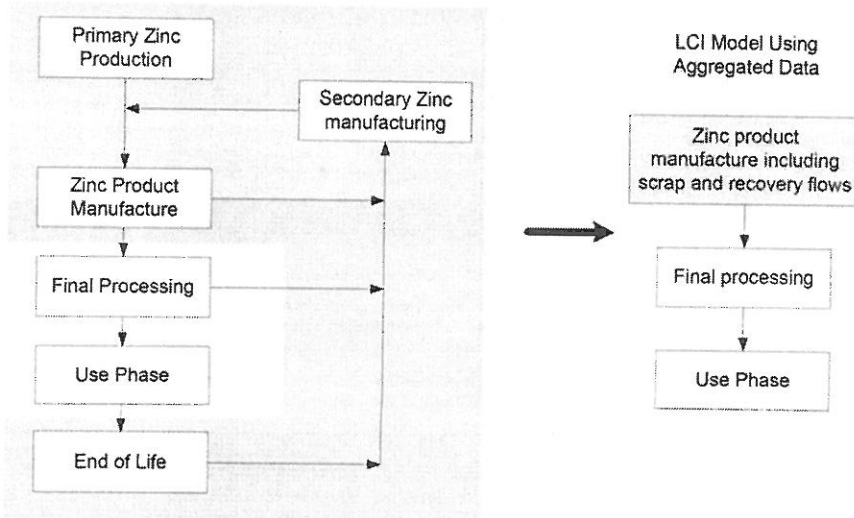 Primary Zinc
Production
Secondary Zinc
manufacturing
Zinc Product
Manufacture
Final Processing
Use Phase
End of Life
LCI Model Using
Aggregated Data
Zinc product
manufacture including
scrap and recovery flows
Final processing
Use Phase